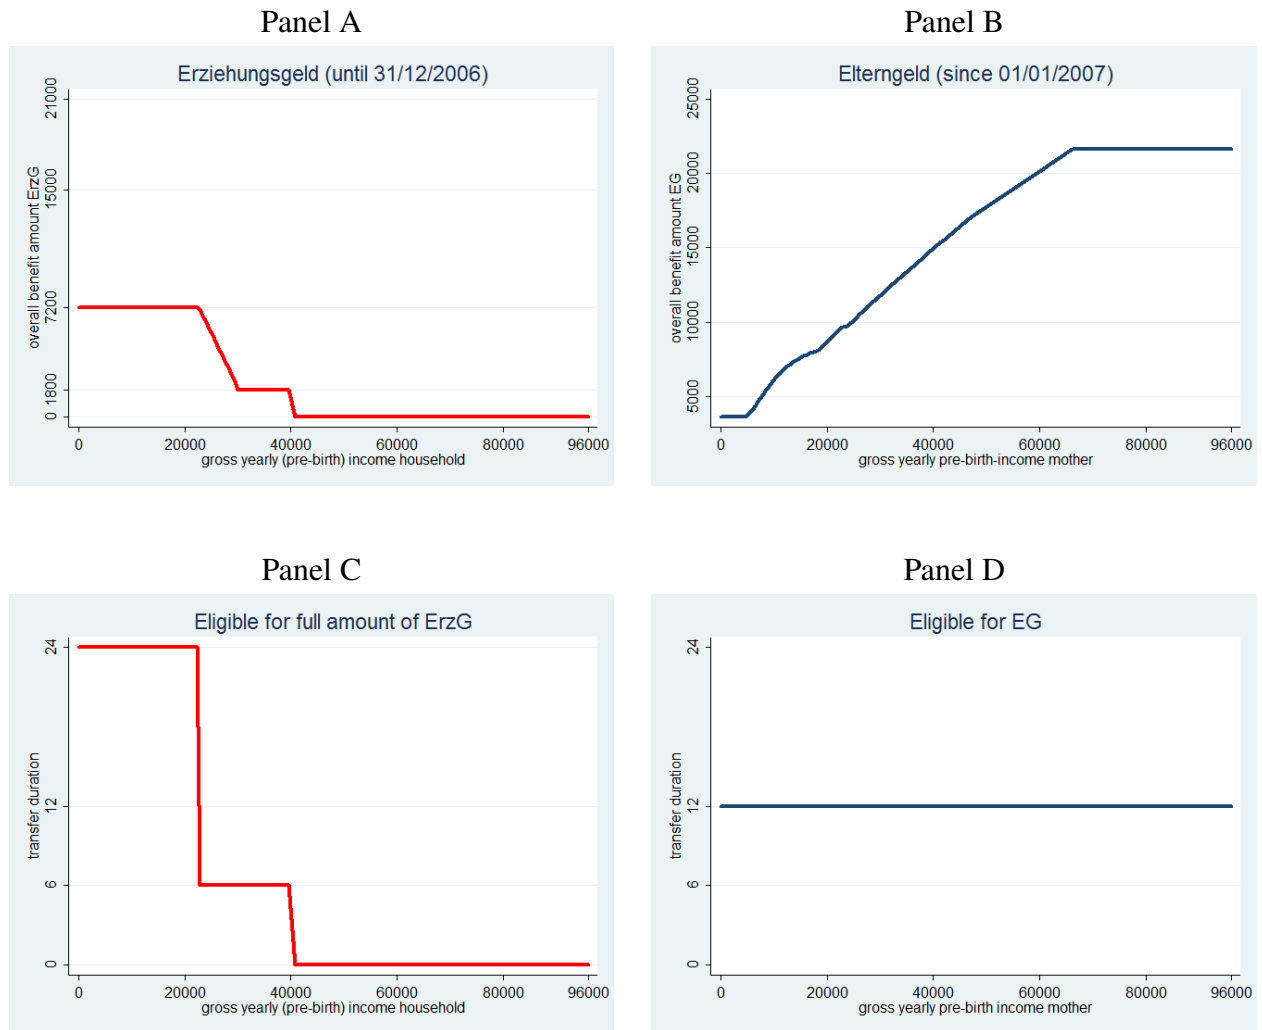 Panel A
Erziehungsgeld (until 31/12/2006)
overall benefit amount ErzG
21000
15000
7200
1800
0
0 20000 40000 60000 80000 96000
gross yearly (pre-birth) income household
Panel B
Elterngeld (since 01/01/2007)
overall benefit amount EG
25000
20000
15000
10000
5000
0 20000 40000 60000 80000 96000
gross yearly pre-birth-income mother
Panel C
Eligible for full amount of ErzG
transfer duration
24
12
6
0
0 20000 40000 60000 80000 96000
gross yearly (pre-birth) income household
Panel D
Eligible for EG
transfer duration
24
12
6
0
0 20000 40000 60000 80000 96000
gross yearly pre-birth-income mother